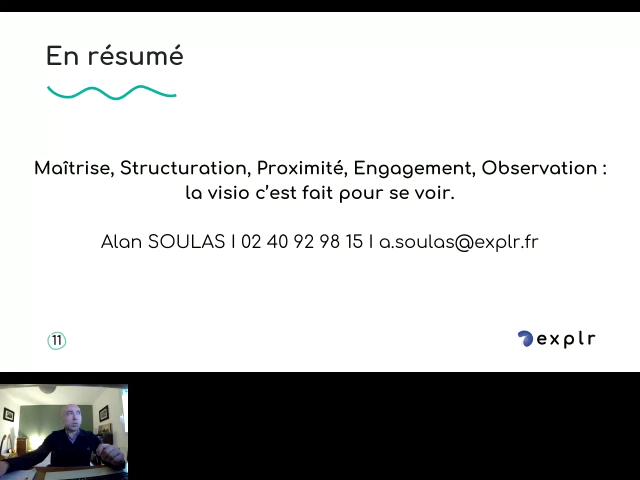 En résumé
Maîtrise, Structuration, Proximité, Engagement, Observation :
la visio c’est fait pour se voir.
Alan SOULAS I 02 40 92 98 15 I a.soulas@explr.fr
11
explr